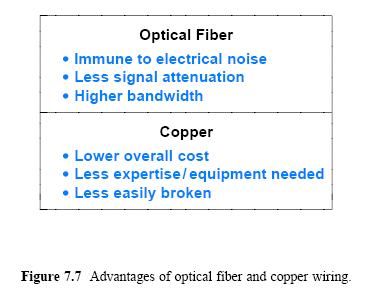 Optical Fiber
• Immune to electrical noise
• Less signal attenuation
• Higher bandwidth
Copper
• Lower overall cost
• Less expertise/equipment needed
• Less easily broken
Figure 7.7 Advantages of optical fiber and copper wiring.